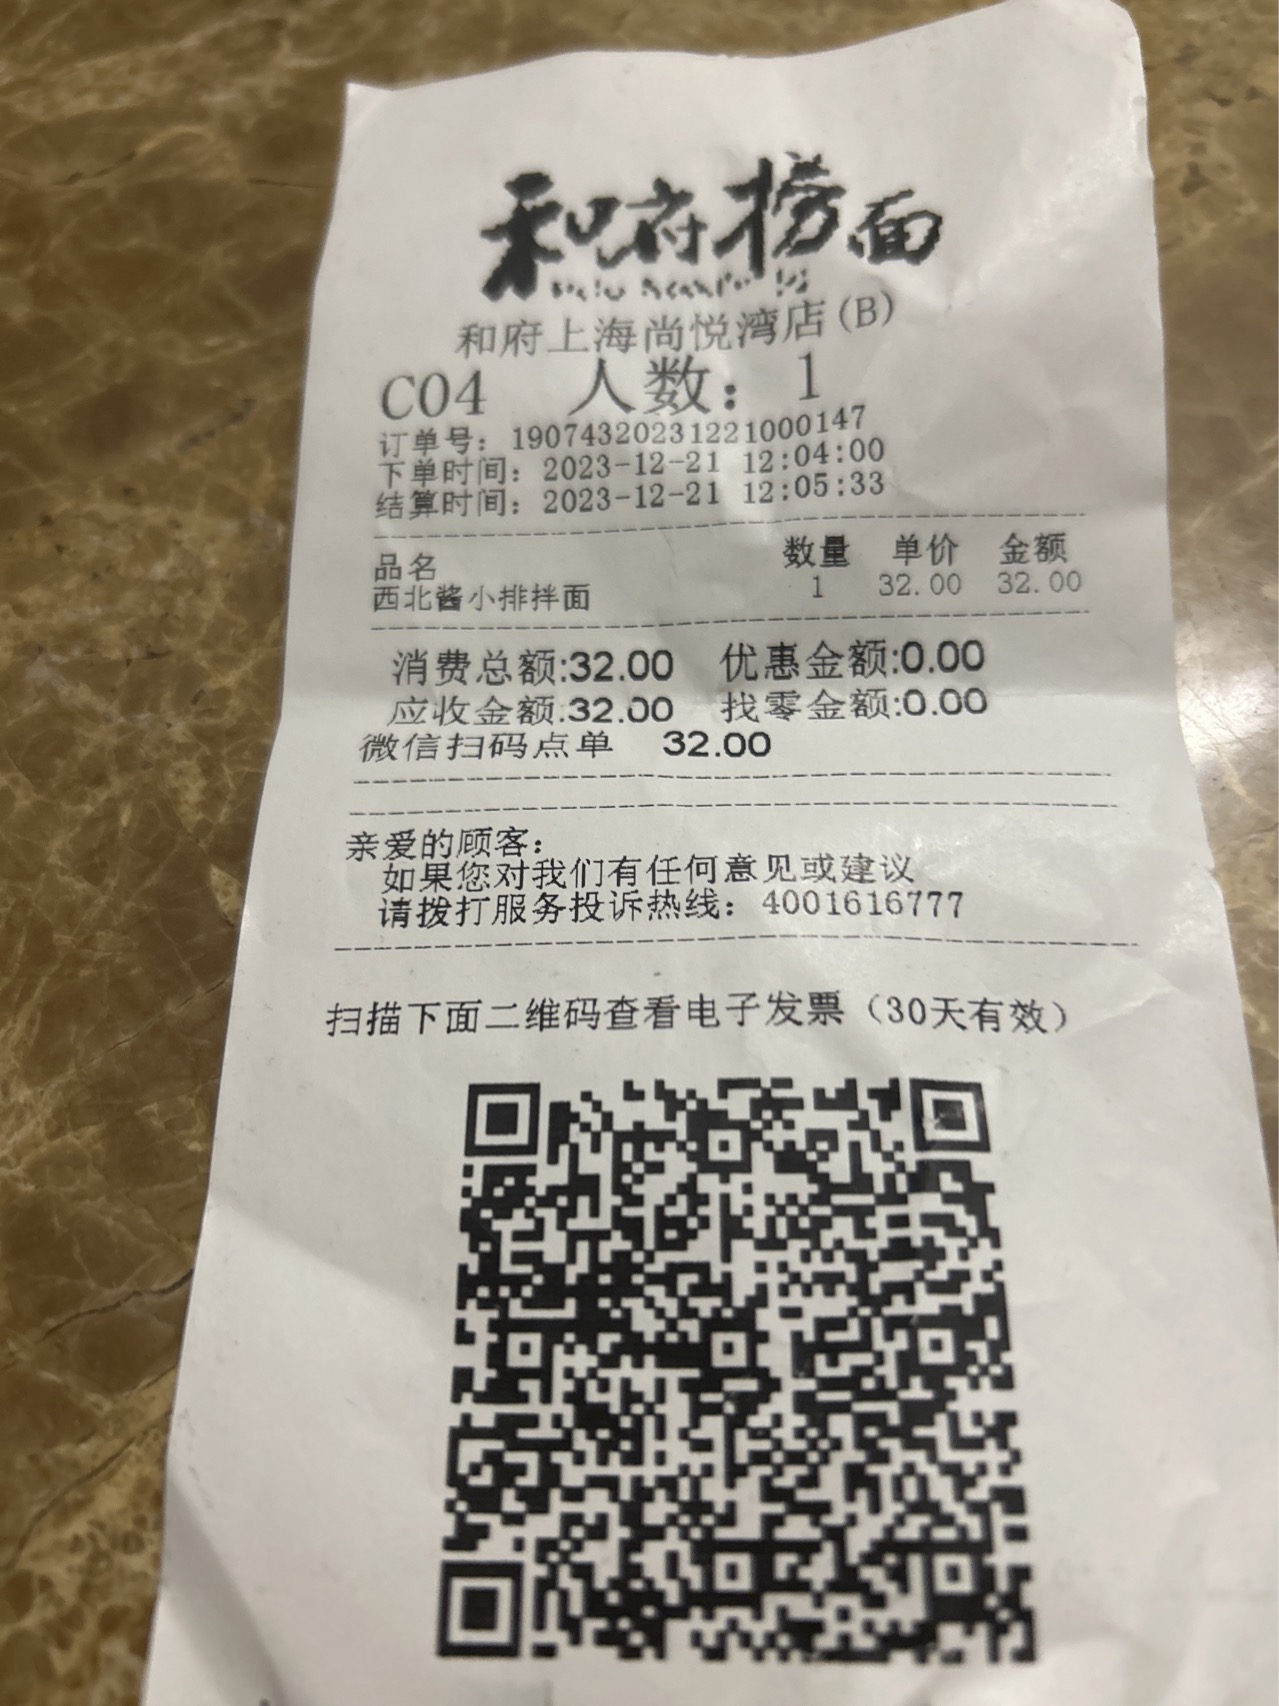 和府捞面
和府上海尚悦湾店(B)
C04 人数：1
订单号：19074320231221000147
下单时间：2023-12-21 12:04:00
结算时间：2023-12-21 12:05:33
品名 数量 单价 金额
西北酱小排拌面 1 32.00 32.00
消费总额:32.00 优惠金额:0.00
应收金额:32.00 找零金额:0.00
微信扫码点单 32.00
亲爱的顾客：
如果您对我们有任何意见或建议
请拨打服务投诉热线：4001616777
扫描下面二维码查看电子发票（30天有效）